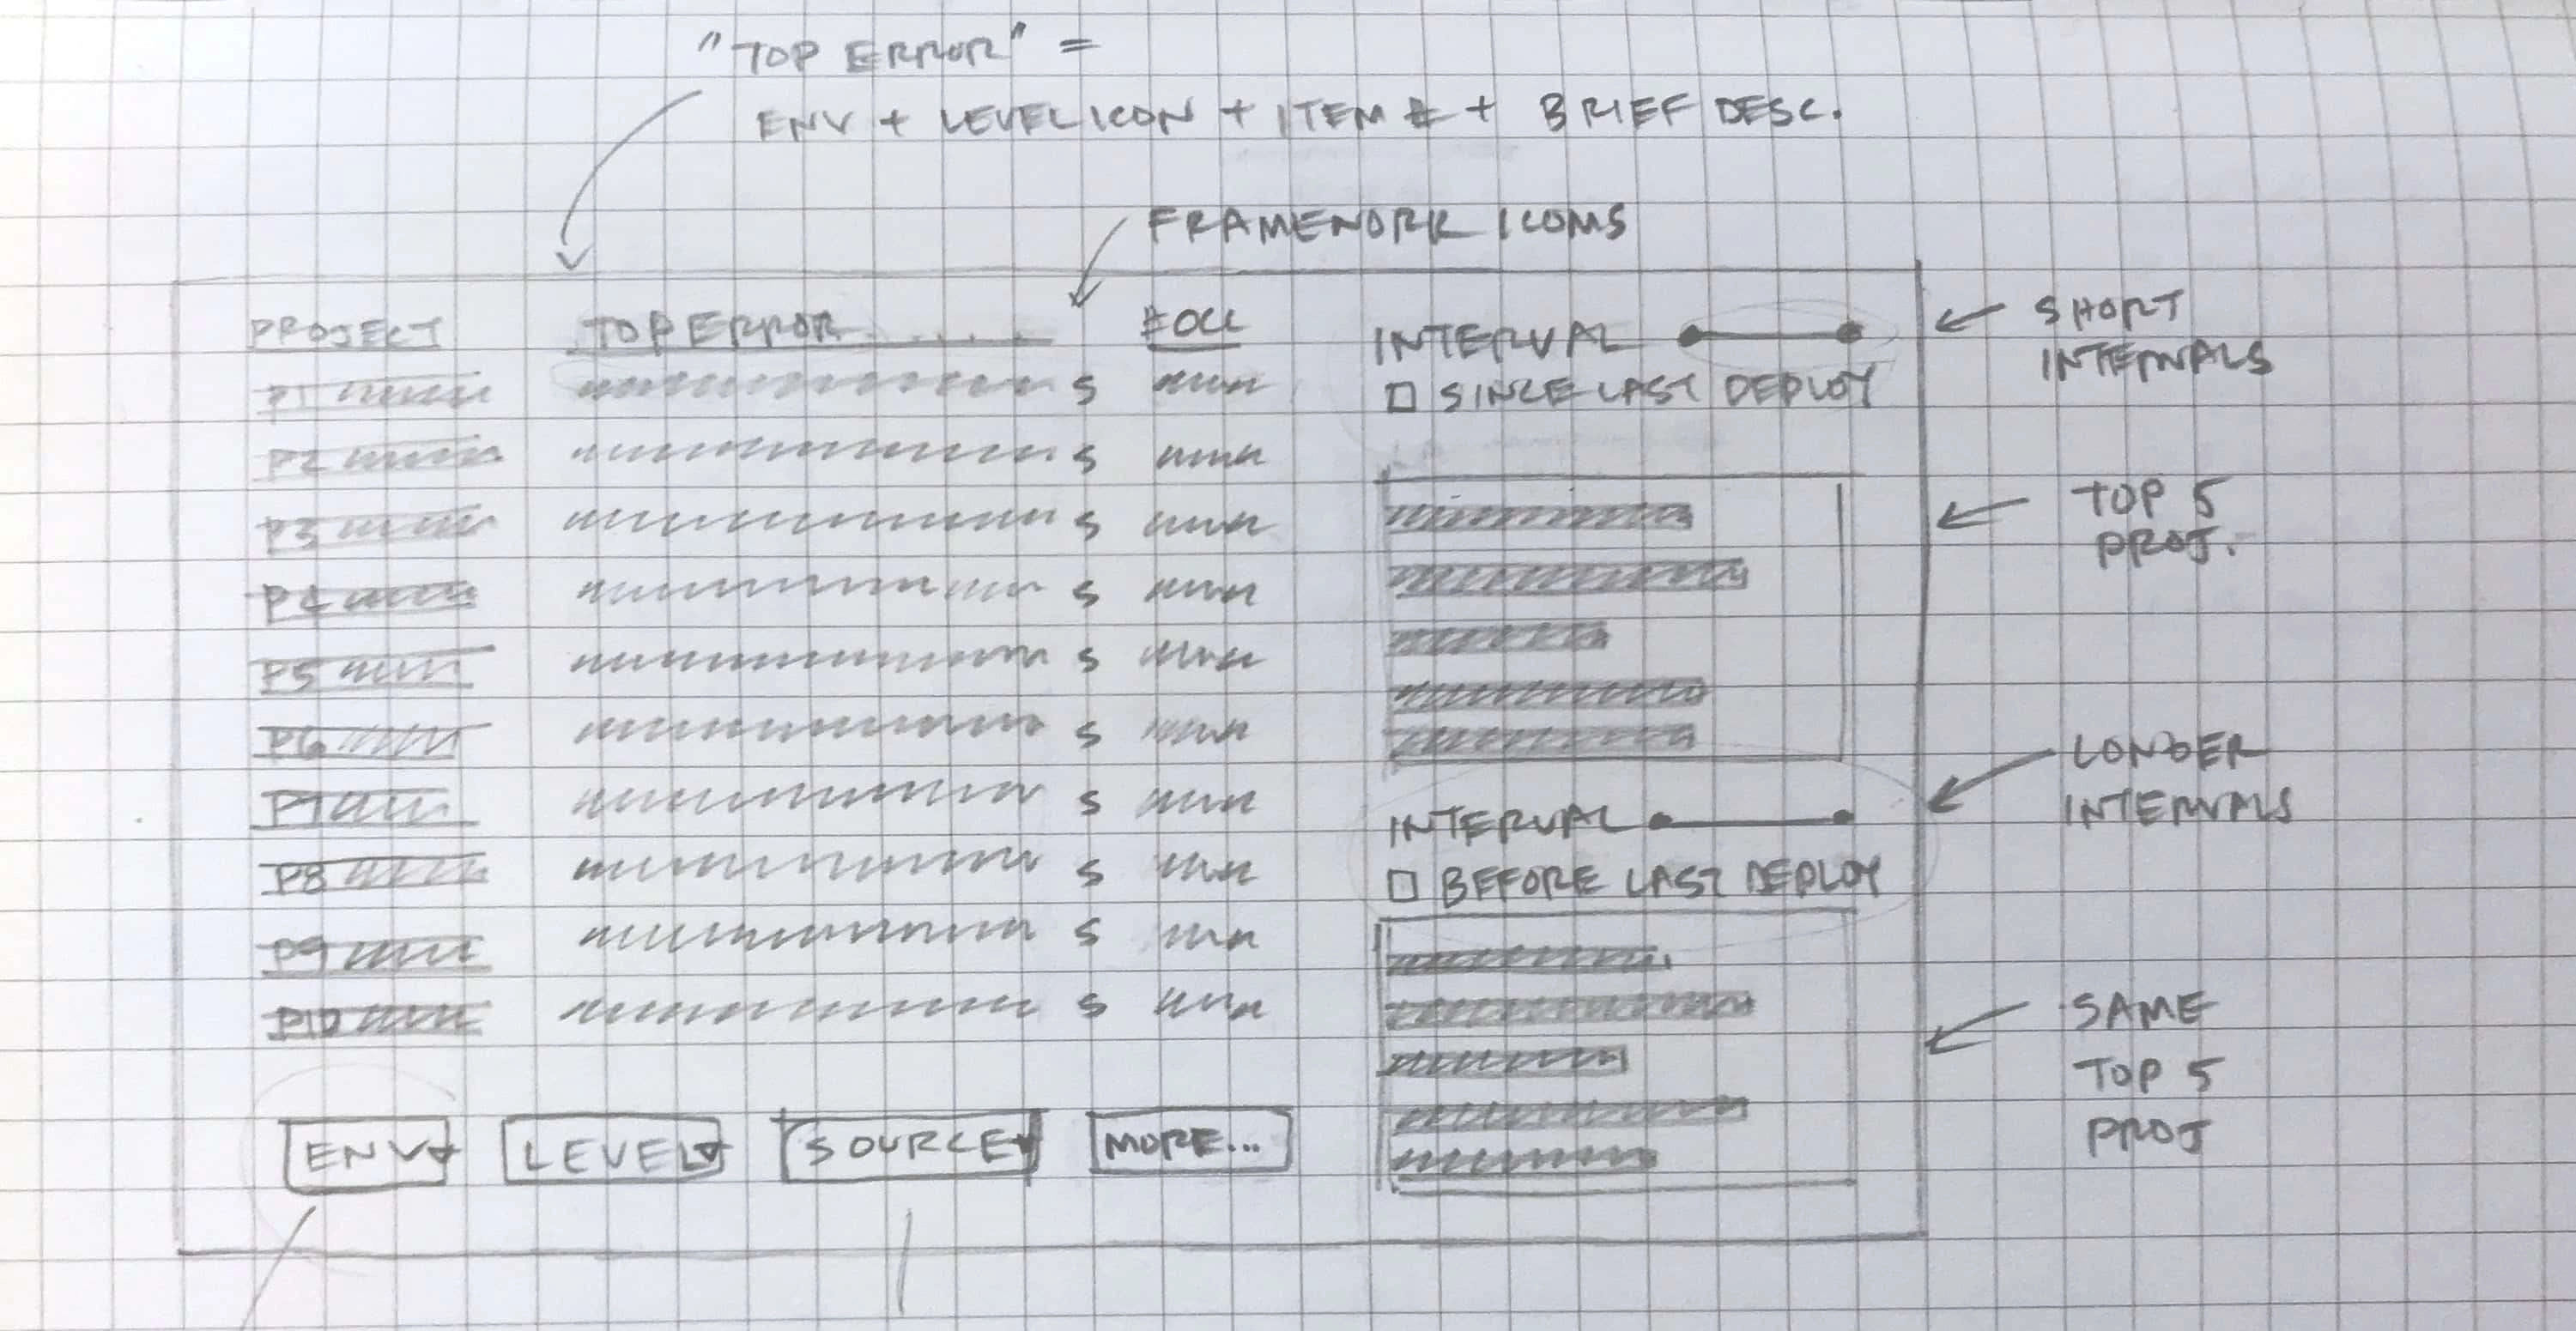 "TOP ERROR" =
ENV + LEVEL ICON + ITEM # + BRIEF DESC.
FRAMEWORK ICONS
PROJECT TOP ERROR #OCC
P1 S
P2 S
P3 S
P4 S
P5 S
P6 S
P7 S
P8 S
P9 S
P10 S
ENV LEVEL SOURCE MORE...
INTERVAL
SINCE LAST DEPLOY
INTERVAL
BEFORE LAST DEPLOY
SHORT
INTERVALS
TOP 5
PROJ.
LONGER
INTERVALS
SAME
TOP 5
PROJ